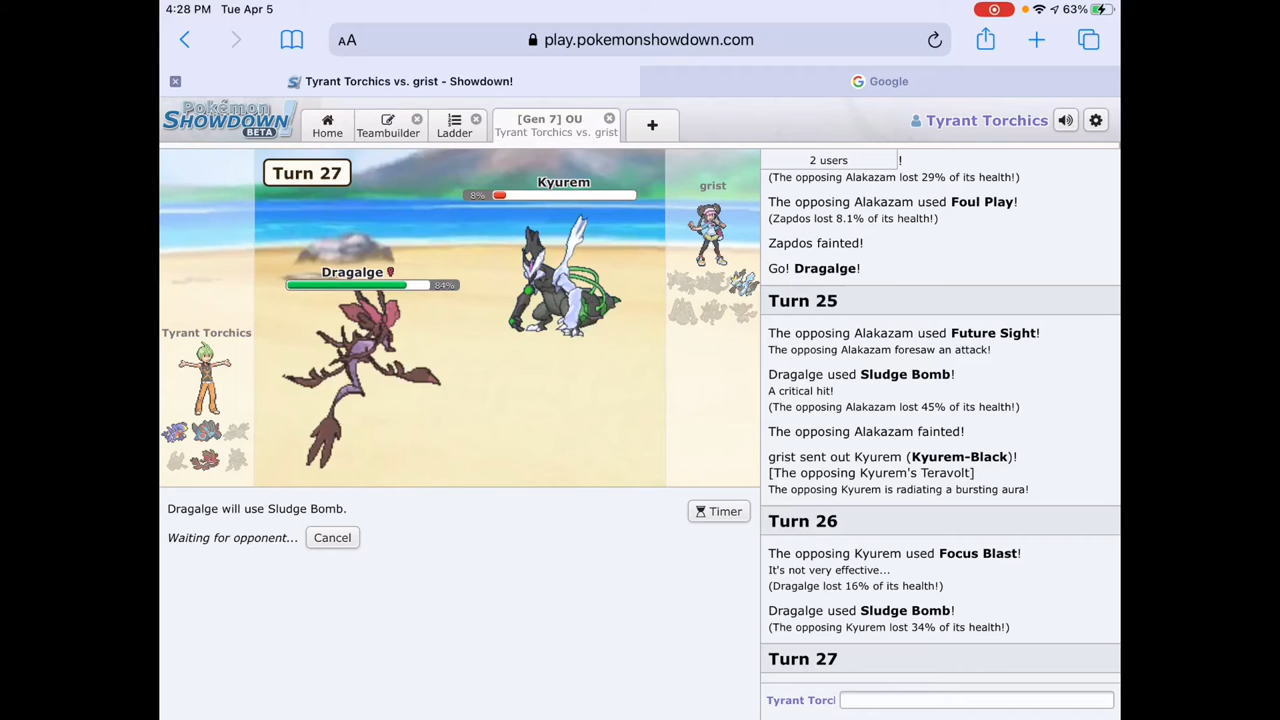 4:28 PM Tue Apr 5
63%
AA
play.pokemonshowdown.com
Tyrant Torchics vs. grist - Showdown!
Google
Pokémon
SHOWDOWN!
BETA
Home
Teambuilder
Ladder
[Gen 7] OU
Tyrant Torchics vs. grist
Tyrant Torchics
Turn 27
Kyurem
8%
grist
Dragalge
84%
Tyrant Torchics
Dragalge will use Sludge Bomb.
Timer
Waiting for opponent...
Cancel
2 users
!
(The opposing Alakazam lost 29% of its health!)
The opposing Alakazam used Foul Play!
(Zapdos lost 8.1% of its health!)
Zapdos fainted!
Go! Dragalge!
Turn 25
The opposing Alakazam used Future Sight!
The opposing Alakazam foresaw an attack!
Dragalge used Sludge Bomb!
A critical hit!
(The opposing Alakazam lost 45% of its health!)
The opposing Alakazam fainted!
grist sent out Kyurem (Kyurem-Black)!
[The opposing Kyurem's Teravolt]
The opposing Kyurem is radiating a bursting aura!
Turn 26
The opposing Kyurem used Focus Blast!
It's not very effective...
(Dragalge lost 16% of its health!)
Dragalge used Sludge Bomb!
(The opposing Kyurem lost 34% of its health!)
Turn 27
Tyrant Torc